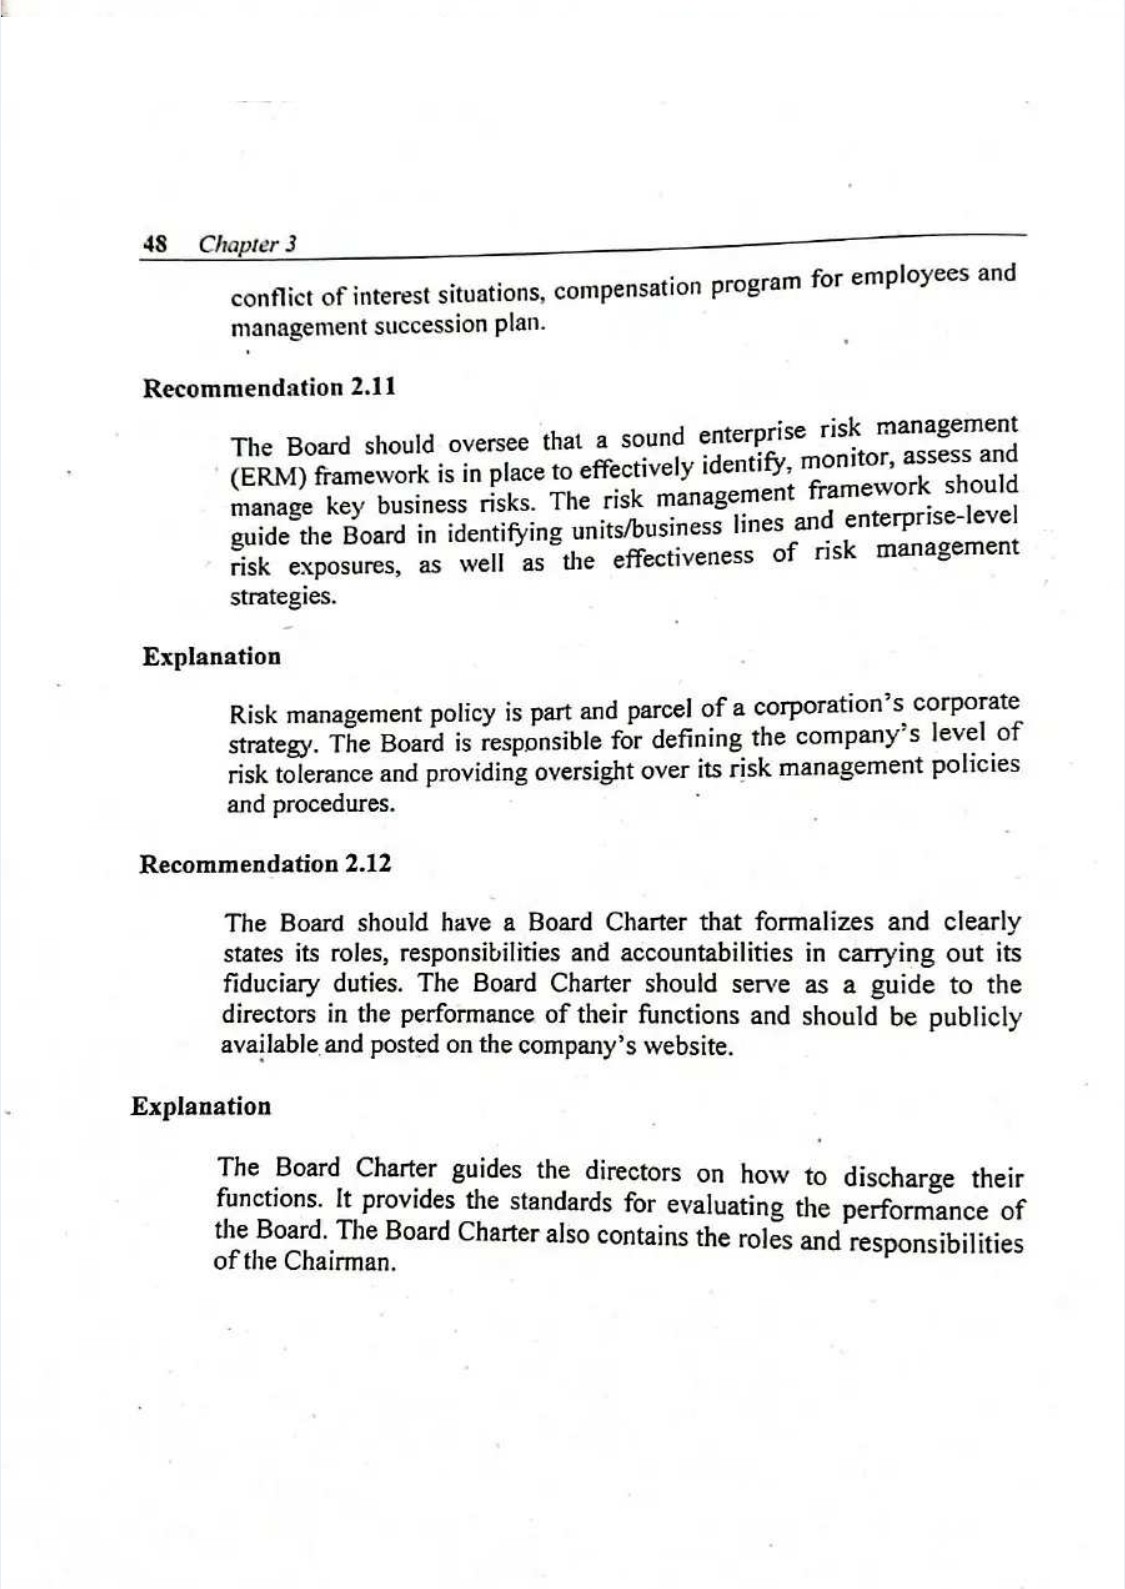 48 Chapter 3
conflict of interest situations, compensation program for employees and
management succession plan.
Recommendation 2.11
The Board should oversee that a sound enterprise risk management
(ERM) framework is in place to effectively identify, monitor, assess and
manage key business risks. The risk management framework should
guide the Board in identifying units/business lines and enterprise-level
risk exposures, as well as the effectiveness of risk management
strategies.
Explanation
Risk management policy is part and parcel of a corporation's corporate
strategy. The Board is responsible for defining the company's level of
risk tolerance and providing oversight over its risk management policies
and procedures.
Recommendation 2.12
The Board should have a Board Charter that formalizes and clearly
states its roles, responsibilities and accountabilities in carrying out its
fiduciary duties. The Board Charter should serve as a guide to the
directors in the performance of their functions and should be publicly
available and posted on the company's website.
Explanation
The Board Charter guides the directors on how to discharge their
functions. It provides the standards for evaluating the performance of
the Board. The Board Charter also contains the roles and responsibilities
of the Chairman.